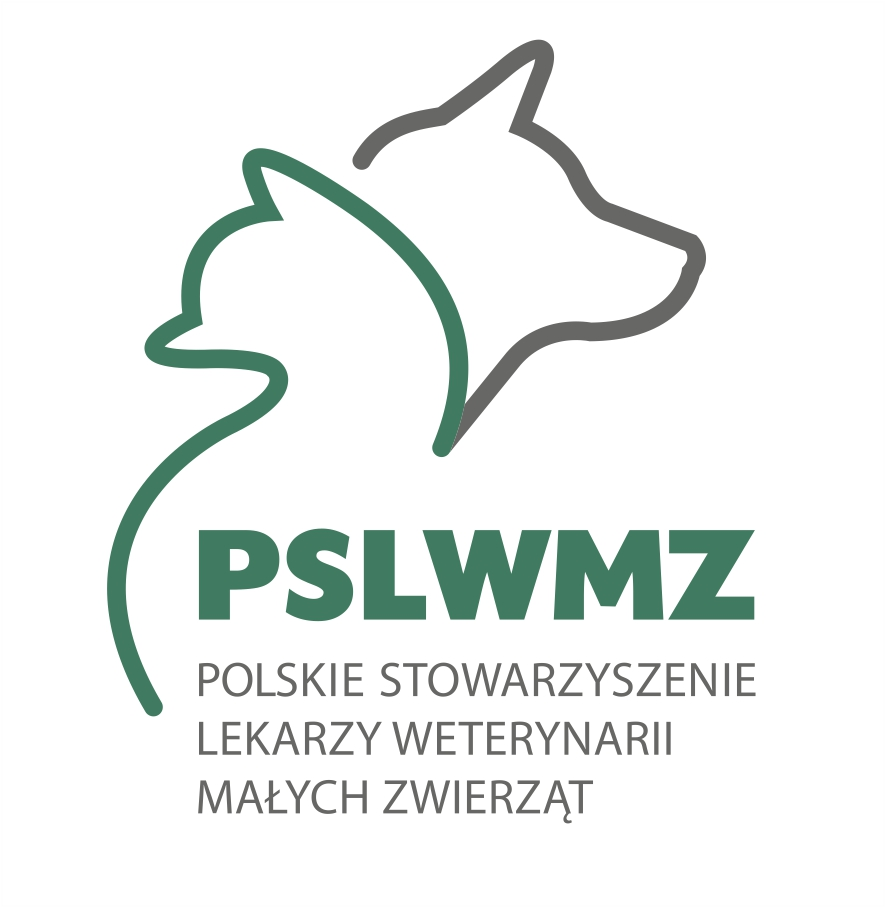 PSLWMZ
POLSKIE STOWARZYSZENIE
LEKARZY WETERYNARII
MAŁYCH ZWIERZĄT